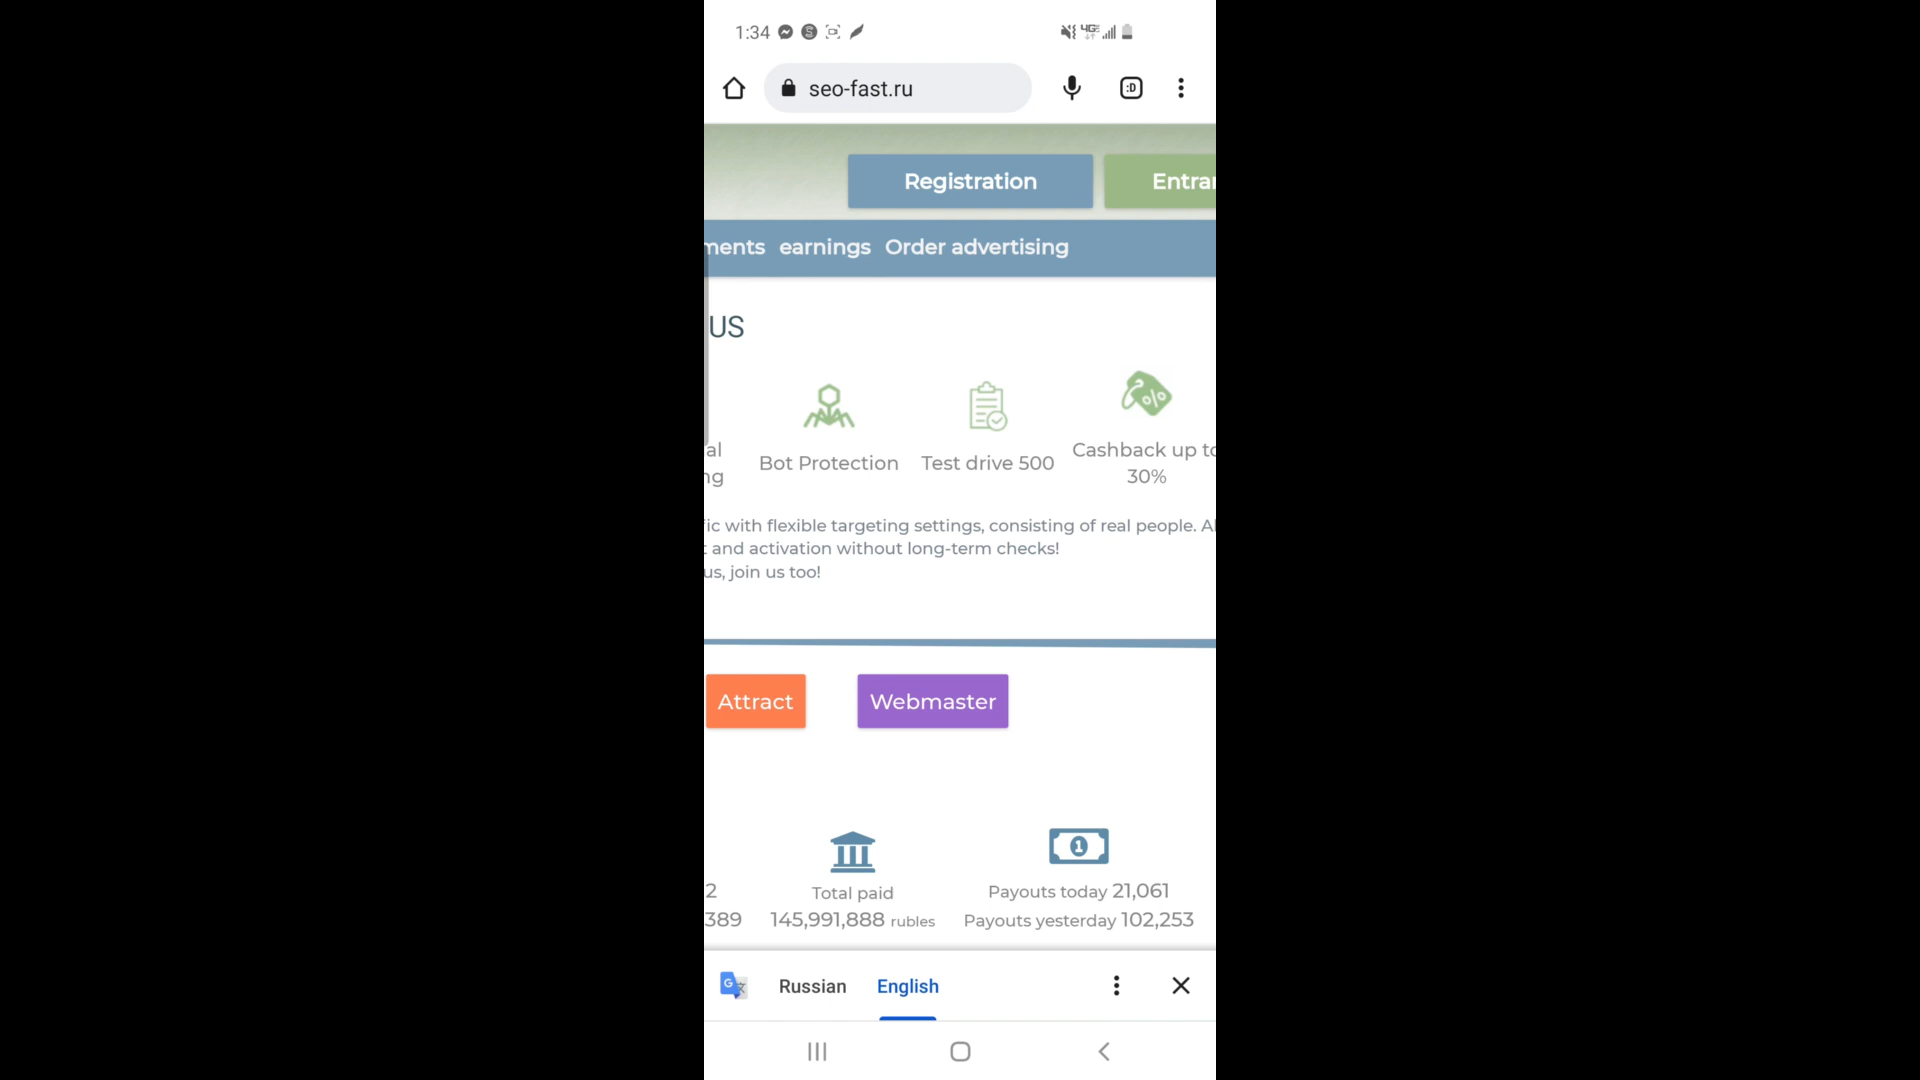 1:34
4G
seo-fast.ru
:D
Registration
Entra
ments earnings Order advertising
US
al
ng
Bot Protection
Test drive 500
Cashback up to
30%
ic with flexible targeting settings, consisting of real people. Al
t and activation without long-term checks!
us, join us too!
Attract
Webmaster
2
389
Total paid
145,991,888 rubles
Payouts today 21,061
Payouts yesterday 102,253
Russian
English